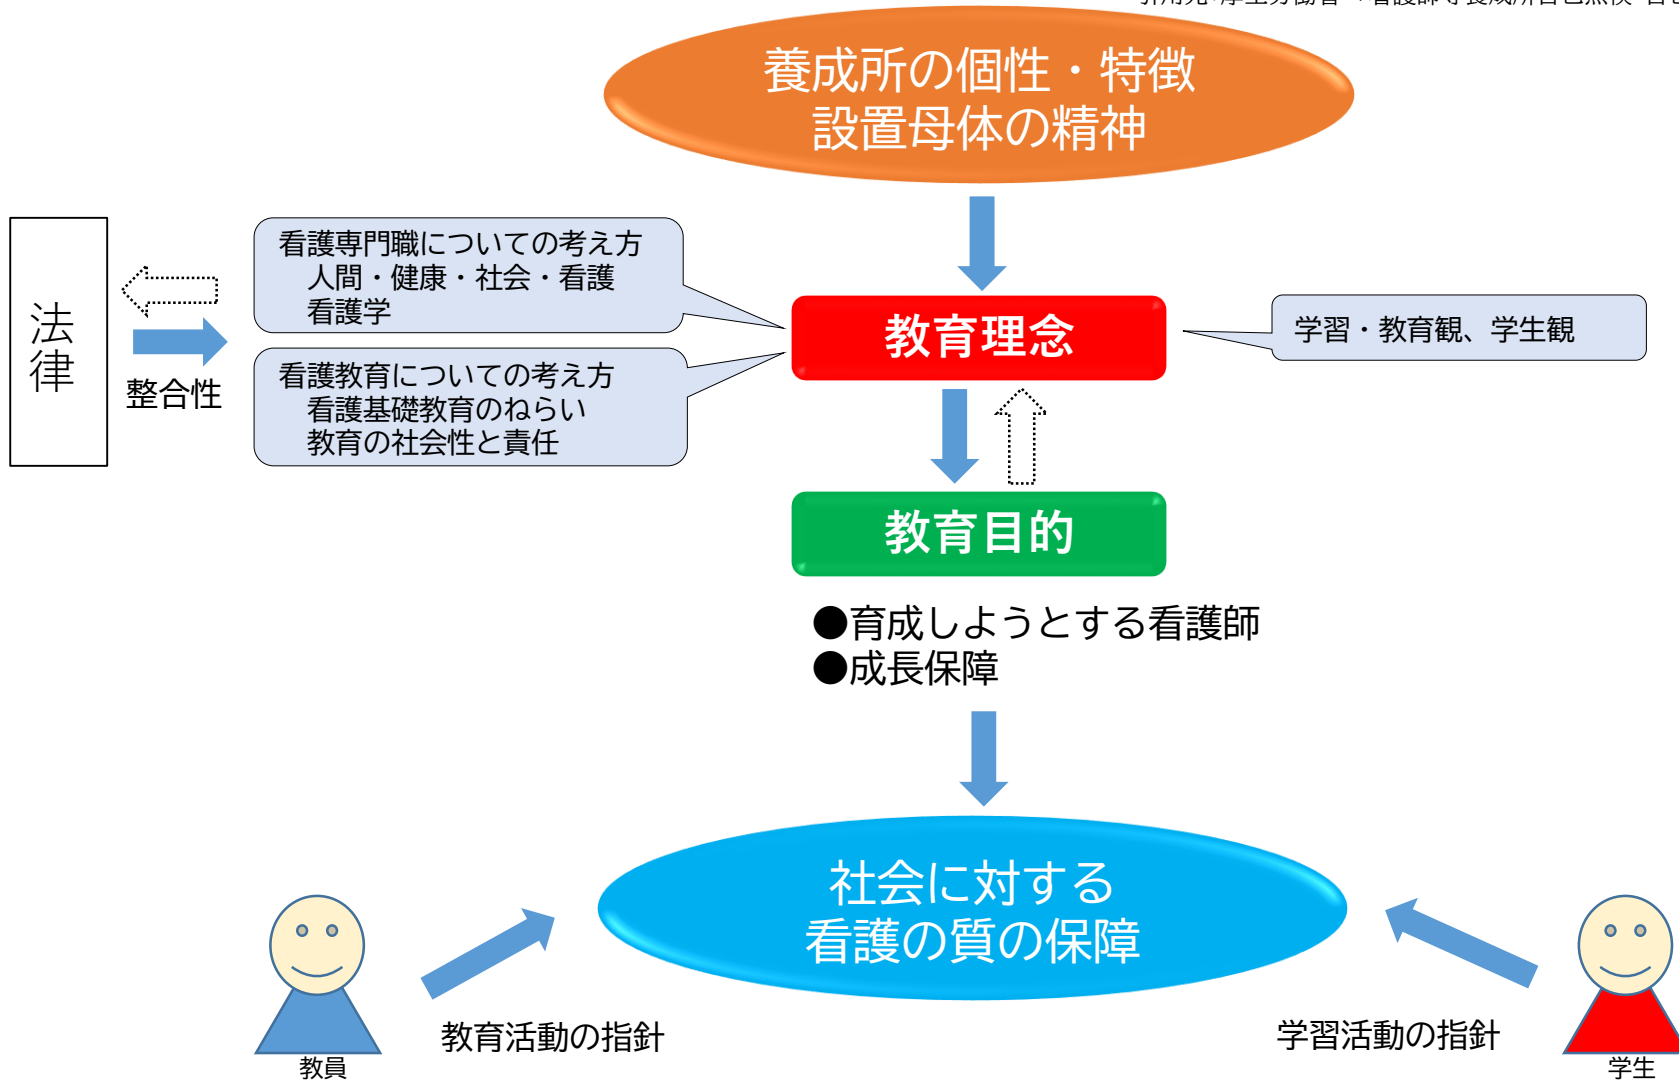 養成所の個性・特徴
設置母体の精神
法律
整合性
看護専門職についての考え方
人間・健康・社会・看護
看護学
看護教育についての考え方
看護基礎教育のねらい
教育の社会性と責任
教育理念
学習・教育観、学生観
教育目的
●育成しようとする看護師
●成長保障
社会に対する
看護の質の保障
教育活動の指針
学習活動の指針
教員
学生